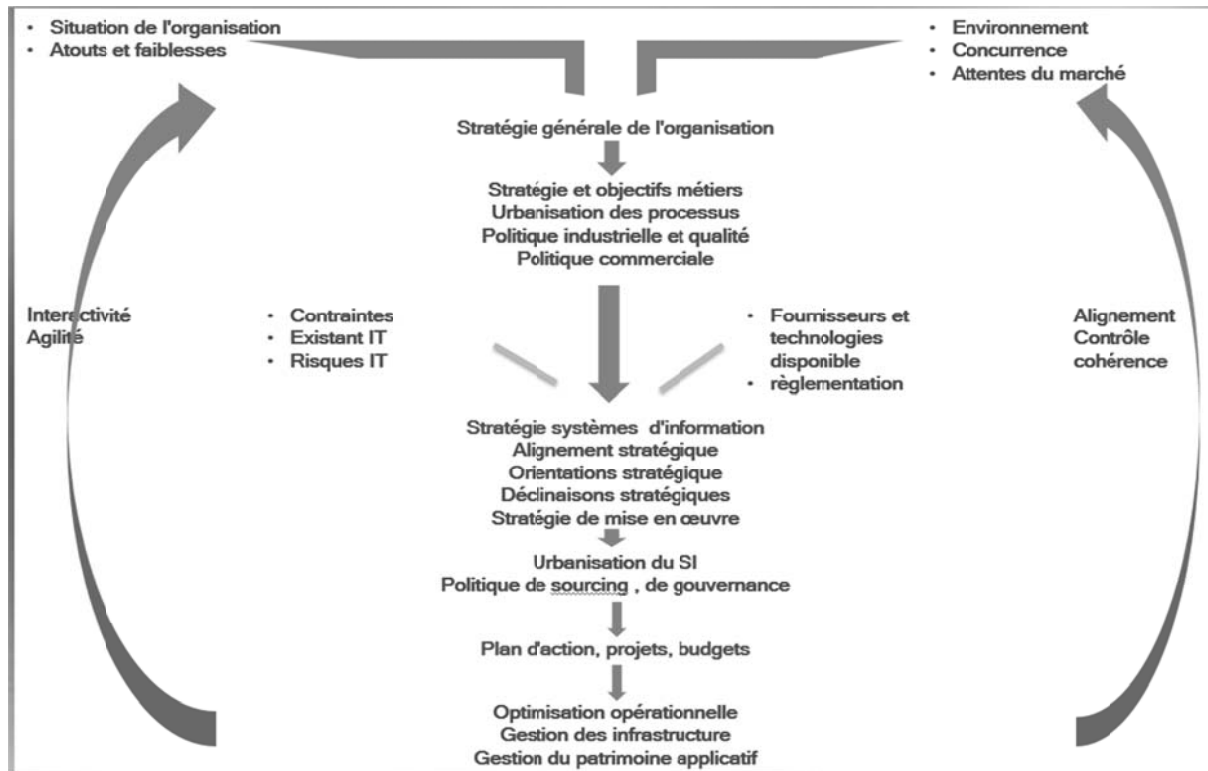 • Situation de l'organisation
• Atouts et faiblesses
• Environnement
• Concurrence
• Attentes du marché
Stratégie générale de l'organisation
Stratégie et objectifs métiers
Urbanisation des processus
Politique industrielle et qualité
Politique commerciale
Interactivité
Agilité
• Contraintes
• Existant IT
• Risques IT
• Fournisseurs et
technologies
disponible
• règlementation
Alignement
Contrôle
cohérence
Stratégie systèmes d'information
Alignement stratégique
Orientations stratégique
Déclinaisons stratégiques
Stratégie de mise en œuvre
Urbanisation du SI
Politique de sourcing , de gouvernance
Plan d'action, projets, budgets
Optimisation opérationnelle
Gestion des infrastructure
Gestion du patrimoine applicatif